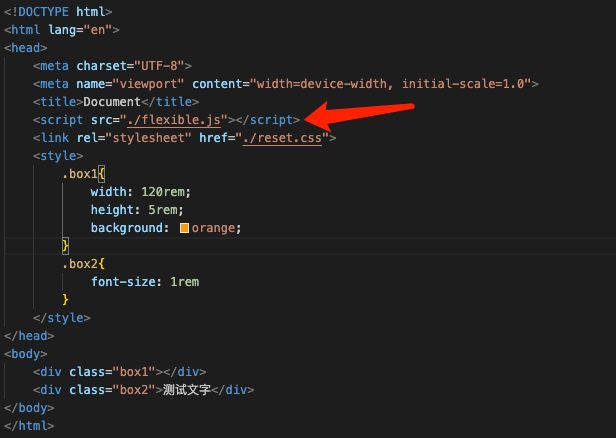 <!DOCTYPE html>
<html lang="en">
<head>
    <meta charset="UTF-8">
    <meta name="viewport" content="width=device-width, initial-scale=1.0">
    <title>Document</title>
    <script src="./flexible.js"></script>
    <link rel="stylesheet" href="./reset.css">
    <style>
        .box1{
            width: 120rem;
            height: 5rem;
            background: orange;
        }
        .box2{
            font-size: 1rem
        }
    </style>
</head>
<body>
    <div class="box1"></div>
    <div class="box2">测试文字</div>
</body>
</html>